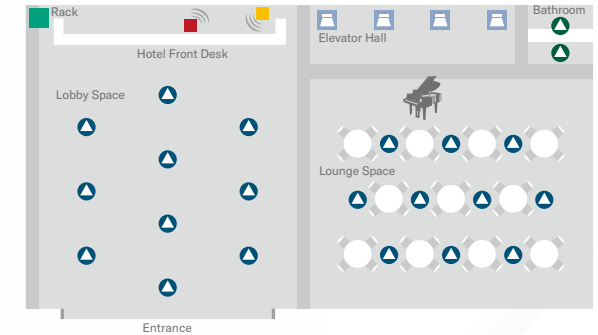 Rack
Bathroom
Elevator Hall
Hotel Front Desk
Lobby Space
Lounge Space
Entrance